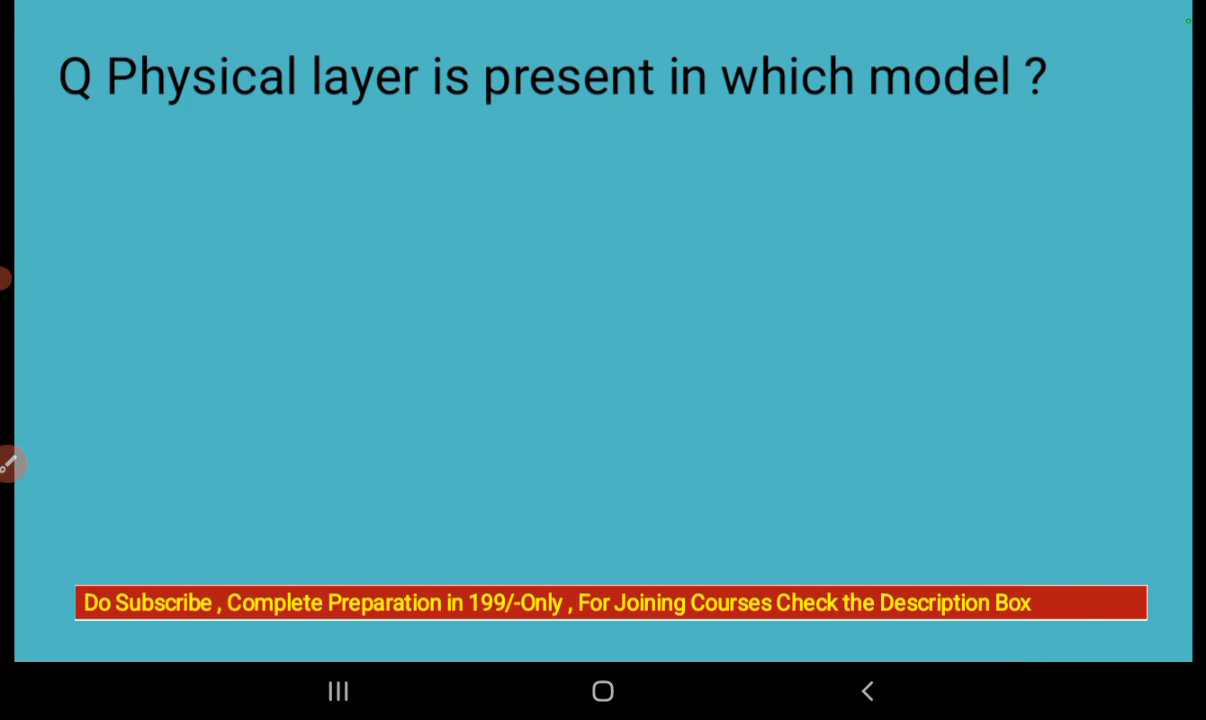 Q Physical layer is present in which model ?
Do Subscribe , Complete Preparation in 199/-Only , For Joining Courses Check the Description Box